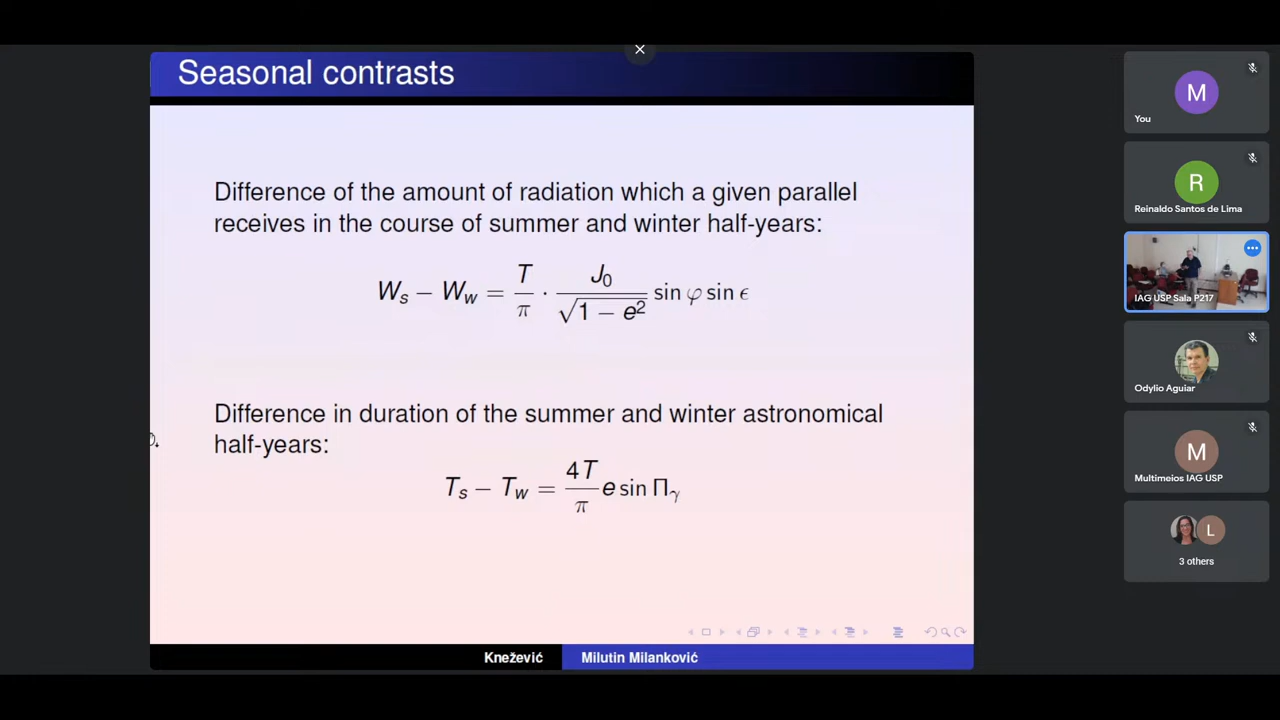 Seasonal contrasts
Difference of the amount of radiation which a given parallel
receives in the course of summer and winter half-years:
W_s − W_w = T/π · J_0/√(1 − e²) sin φ sin ϵ
Difference in duration of the summer and winter astronomical
half-years:
T_s − T_w = 4T/π e sin Π_γ
Knežević Milutin Milanković
M
You
R
Reinaldo Santos de Lima
IAG USP Sala P217
Odylio Aguiar
M
Multimeios IAG USP
L
3 others